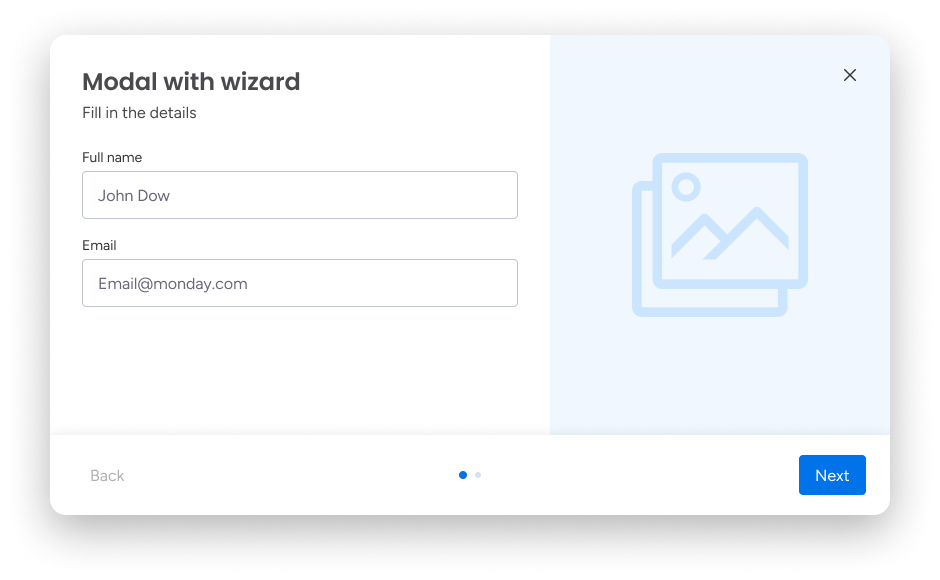 Modal with wizard
Fill in the details
Full name
John Dow
Email
Email@monday.com
Back
Next